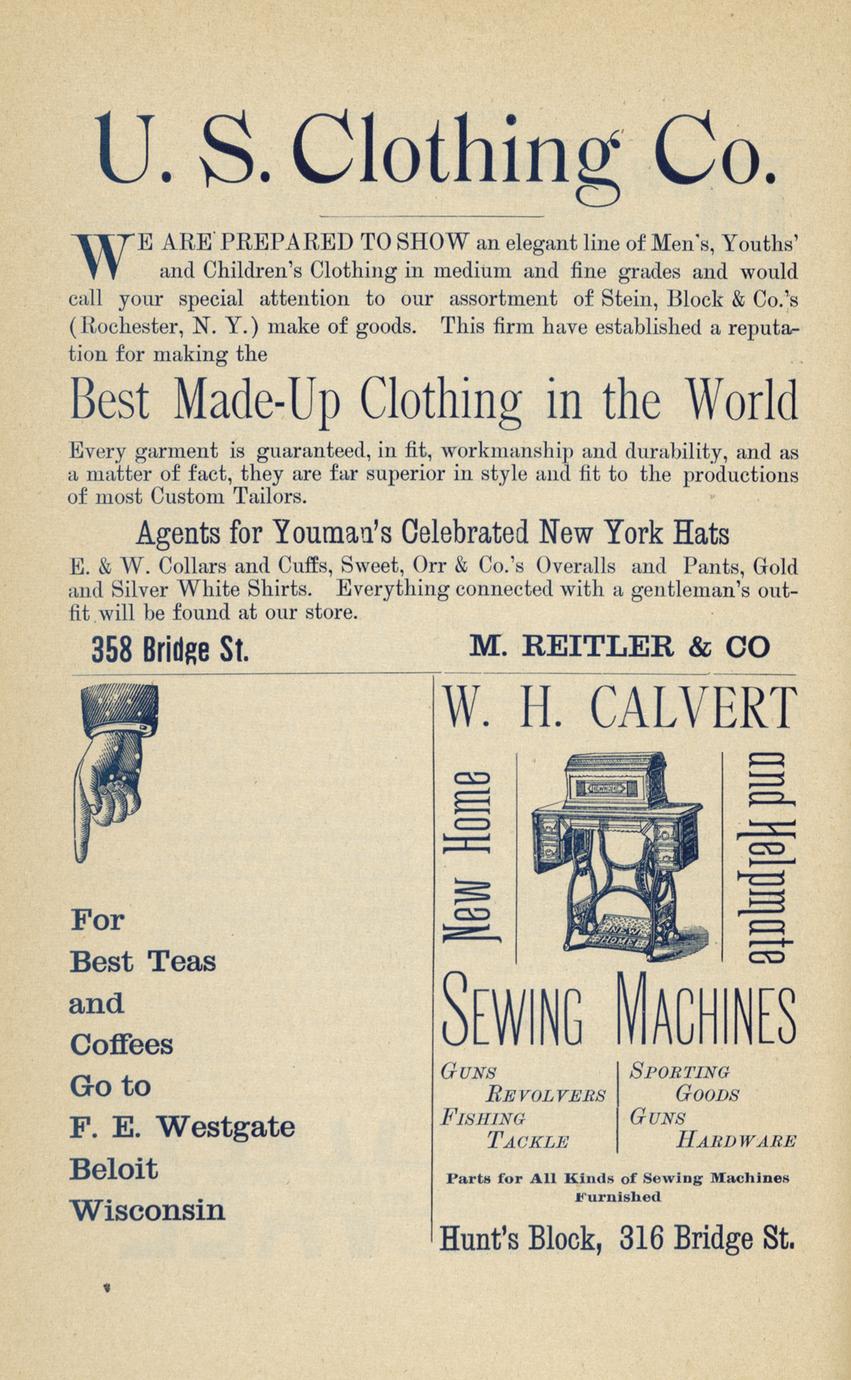 U. S. Clothing Co.
WE ARE PREPARED TO SHOW an elegant line of Men's, Youths'
and Children's Clothing in medium and fine grades and would
call your special attention to our assortment of Stein, Block & Co.'s
(Rochester, N. Y.) make of goods. This firm have established a reputa-
tion for making the
Best Made-Up Clothing in the World
Every garment is guaranteed, in fit, workmanship and durability, and as
a matter of fact, they are far superior in style and fit to the productions
of most Custom Tailors.
Agents for Youman's Celebrated New York Hats
E. & W. Collars and Cuffs, Sweet, Orr & Co.'s Overalls and Pants, Gold
and Silver White Shirts. Everything connected with a gentleman's out-
fit will be found at our store.
358 Bridge St.
M. REITLER & CO
For
Best Teas
and
Coffees
Go to
F. E. Westgate
Beloit
Wisconsin
W. H. CALVERT
New Home
NEW
HOME
and Helpmate
SEWING MACHINES
GUNS
REVOLVERS
FISHING
TACKLE
SPORTING
GOODS
GUNS
HARDWARE
Parts for All Kinds of Sewing Machines
Furnished
Hunt's Block, 316 Bridge St.